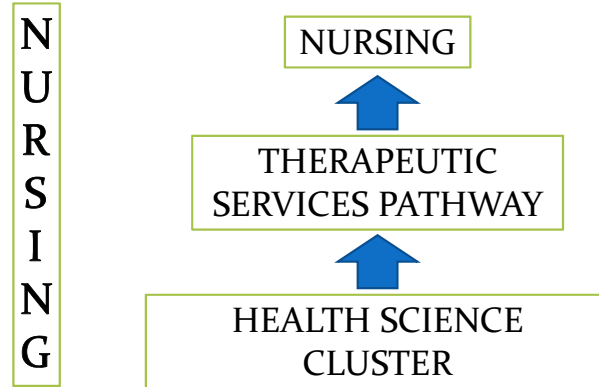 N
U
R
S
I
N
G
NURSING
THERAPEUTIC
SERVICES PATHWAY
HEALTH SCIENCE
CLUSTER